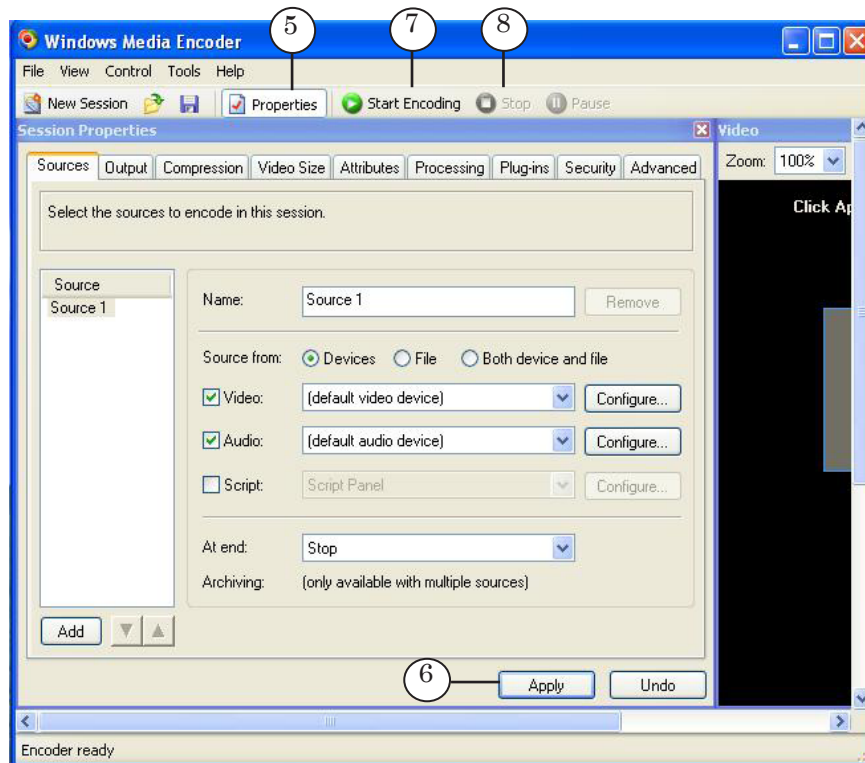 5 7 8
Windows Media Encoder
File View Control Tools Help
New Session Properties Start Encoding Stop Pause
Session Properties Video
Sources Output Compression Video Size Attributes Processing Plug-ins Security Advanced Zoom: 100%
Select the sources to encode in this session. Click Ap
Source
Source 1
Name: Source 1 Remove
Source from: Devices File Both device and file
Video: (default video device) Configure...
Audio: (default audio device) Configure...
Script: Script Panel Configure...
At end: Stop
Archiving: (only available with multiple sources)
Add
6 Apply Undo
Encoder ready